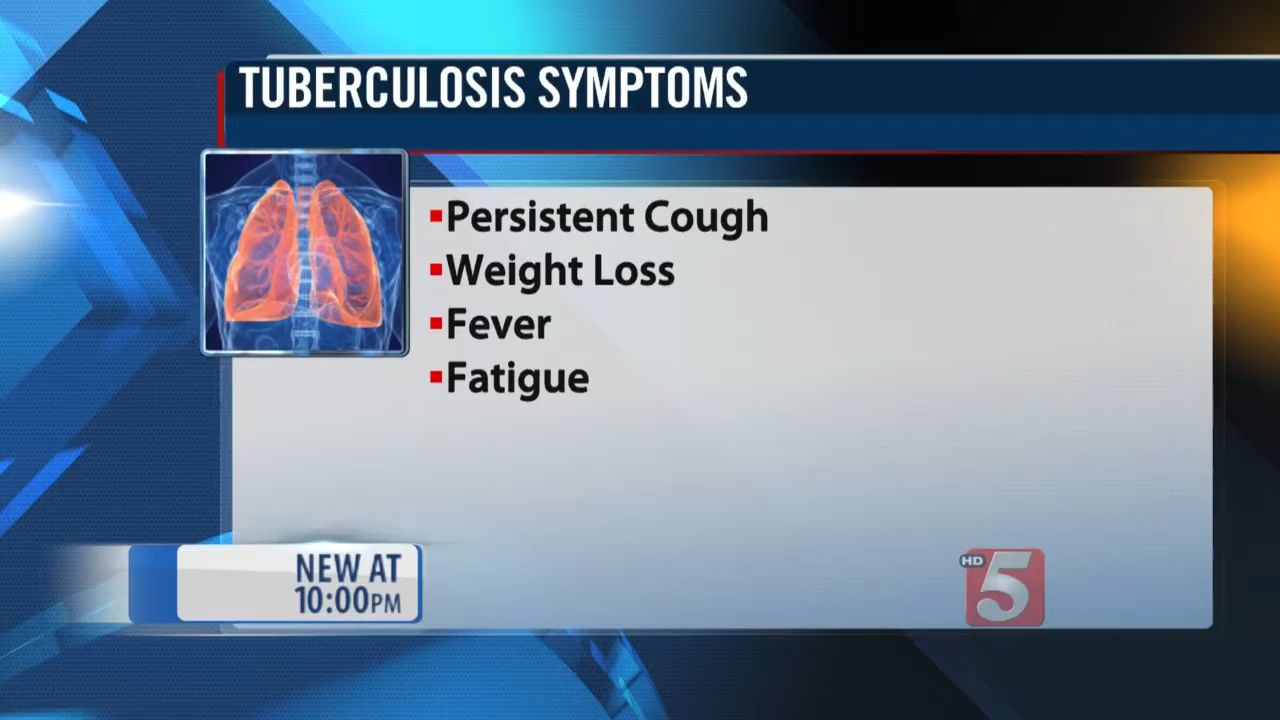 TUBERCULOSIS SYMPTOMS
Persistent Cough
Weight Loss
Fever
Fatigue
NEW AT
10:00PM
HD
5